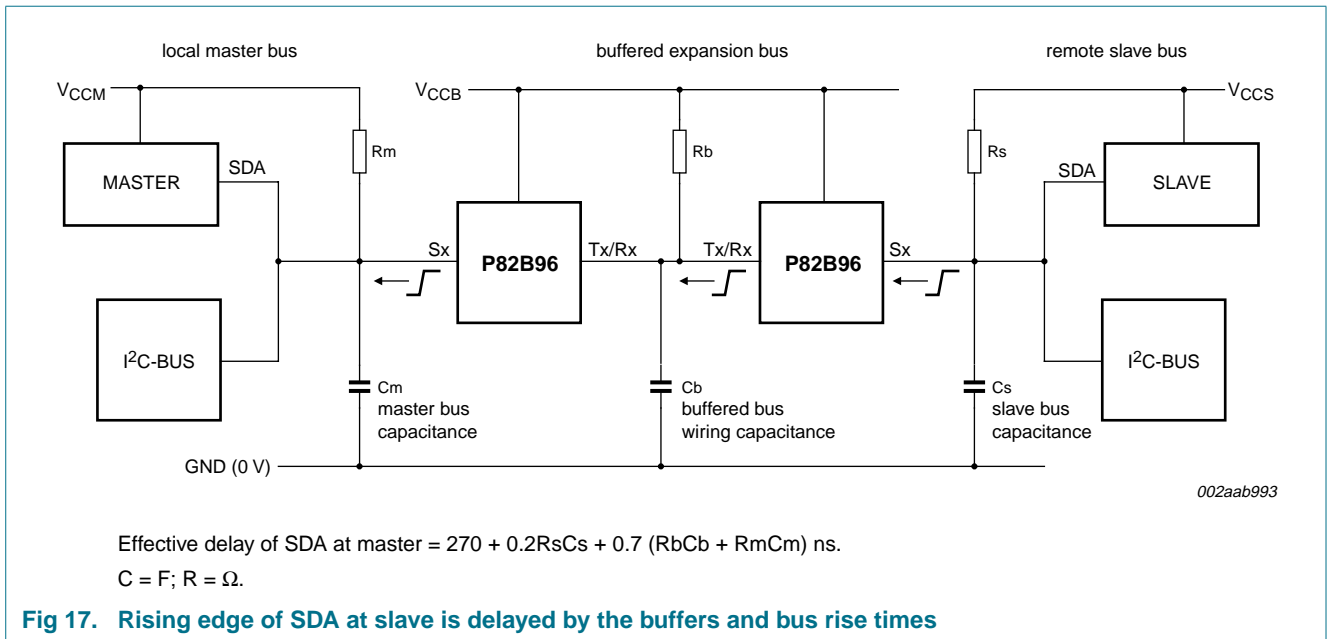 local master bus
buffered expansion bus
remote slave bus
VCCM
VCCB
VCCS
Rm
Rb
Rs
MASTER
SDA
SDA
SLAVE
Sx
P82B96
Tx/Rx
Tx/Rx
P82B96
Sx
I2C-BUS
I2C-BUS
Cm
master bus
capacitance
Cb
buffered bus
wiring capacitance
Cs
slave bus
capacitance
GND (0 V)
002aab993
Effective delay of SDA at master = 270 + 0.2RsCs + 0.7 (RbCb + RmCm) ns.
C = F; R = Ω.
Fig 17. Rising edge of SDA at slave is delayed by the buffers and bus rise times